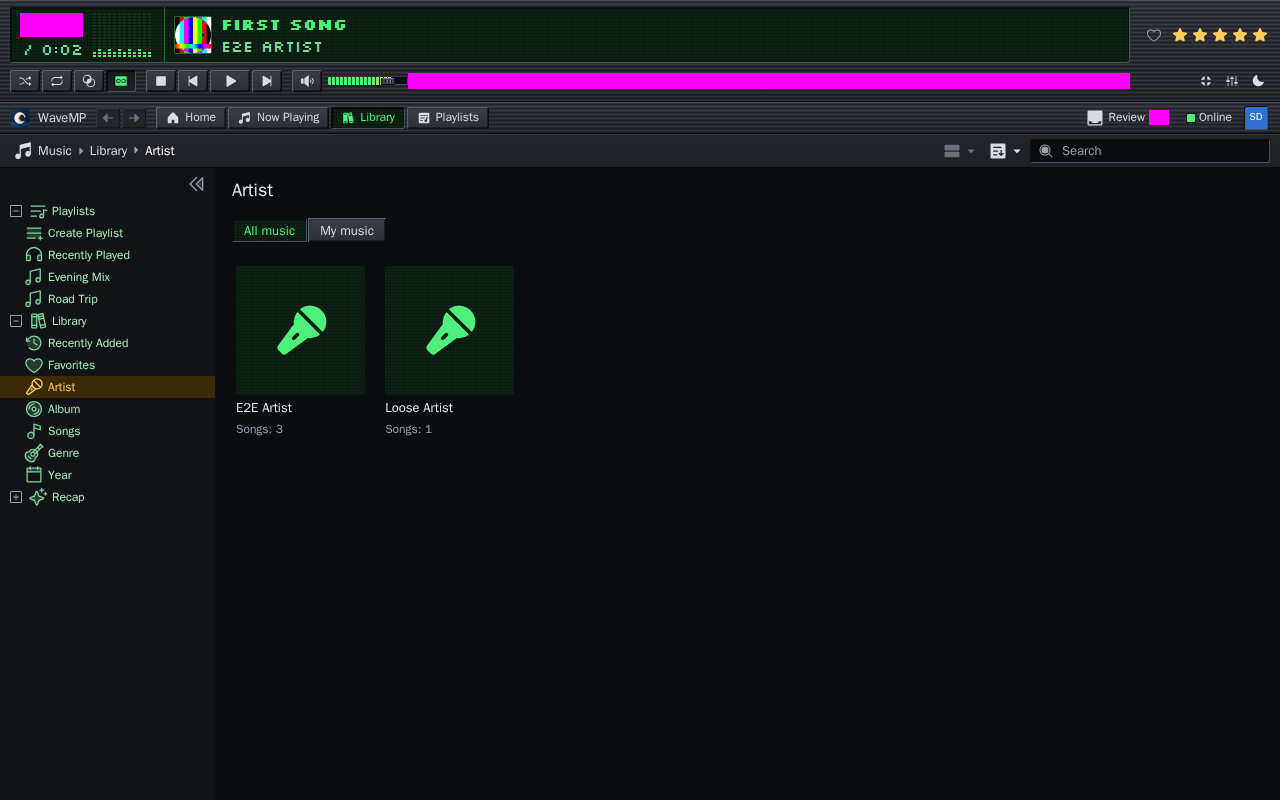 FIRST SONG
/ 0:02
E2E ARTIST
WaveMP
Home
Now Playing
Library
Playlists
Review
Online
SD
Music
Library
Artist
Search
Artist
Playlists
All music
My music
Create Playlist
Recently Played
Evening Mix
Road Trip
Library
Recently Added
Favorites
Artist
Album
Songs
Genre
Year
Recap
E2E Artist
Loose Artist
Songs: 3
Songs: 1